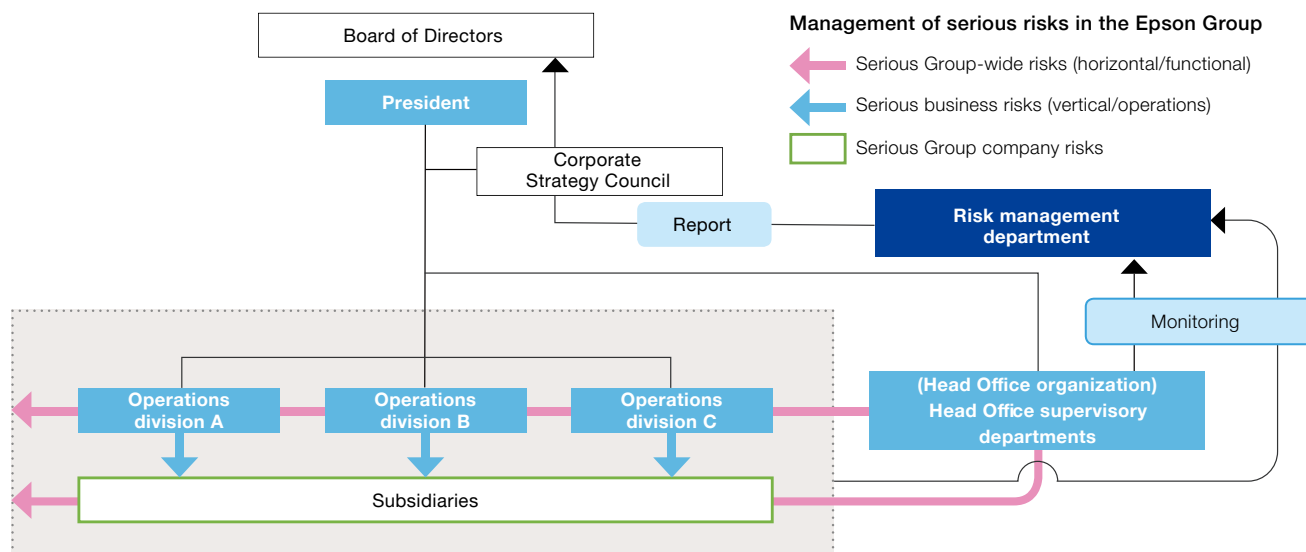 Management of serious risks in the Epson Group
Serious Group-wide risks (horizontal/functional)
Serious business risks (vertical/operations)
Serious Group company risks
Board of Directors
President
Corporate
Strategy Council
Report
Risk management
department
Monitoring
Operations
division A
Operations
division B
Operations
division C
(Head Office organization)
Head Office supervisory
departments
Subsidiaries